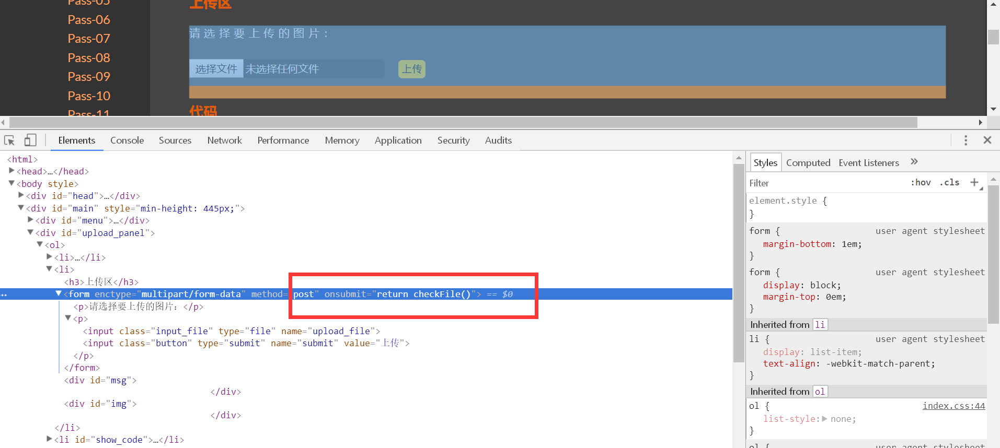 Pass-05
Pass-06
Pass-07
Pass-08
Pass-09
Pass-10
Pass-11
上传区
请选择要上传的图片：
选择文件 未选择任何文件 上传
代码
Elements Console Sources Network Performance Memory Application Security Audits
<html>
<head>…</head>
<body style>
<div id="head">…</div>
<div id="main" style="min-height: 445px;">
<div id="menu">…</div>
<div id="upload_panel">
<ol>
<li>…</li>
<li>
<h3>上传区</h3>
… <form enctype="multipart/form-data" method="post" onsubmit="return checkFile()"> == $0
<p>请选择要上传的图片：</p>
<p>
<input class="input_file" type="file" name="upload_file">
<input class="button" type="submit" name="submit" value="上传">
</p>
</form>
<div id="msg">
</div>
<div id="img">
</div>
</li>
<li id="show_code">…</li>
Styles Computed Event Listeners »
Filter :hov .cls +
element.style {
}
form { user agent stylesheet
margin-bottom: 1em;
}
form { user agent stylesheet
display: block;
margin-top: 0em;
}
Inherited from li
li { user agent stylesheet
display: list-item;
text-align: -webkit-match-parent;
}
Inherited from ol
ol { index.css:44
list-style: none;
}
ol { user agent stylesheet